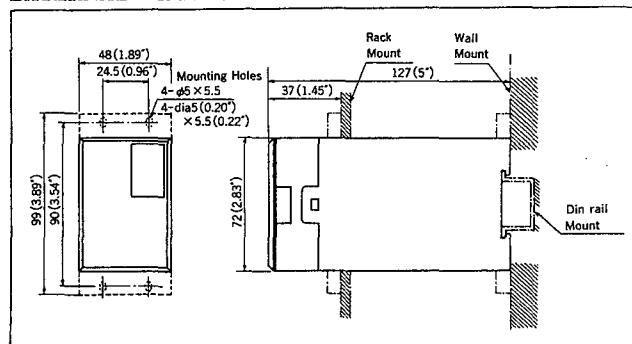 48 (1.89″)
24.5 (0.96″)
Mounting Holes
4-φ5×5.5
4-dia5(0.20″)
×5.5(0.22″)
99 (3.89″)
90 (3.54″)
Rack
Mount
Wall
Mount
127 (5″)
37 (1.45″)
72 (2.83″)
Din rail
Mount